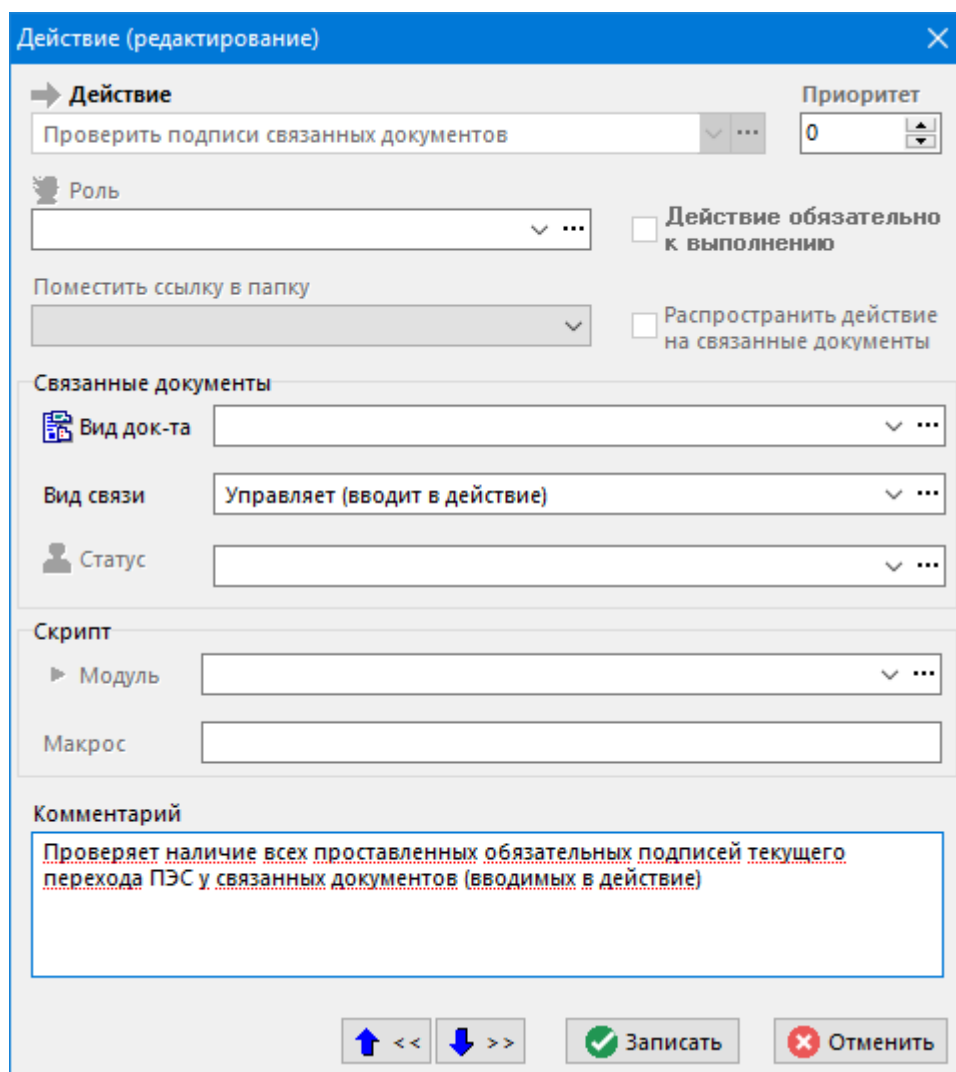 Действие (редактирование)
Действие
Приоритет
Проверить подписи связанных документов
0
Роль
Действие обязательно
к выполнению
Поместить ссылку в папку
Распространить действие
на связанные документы
Связанные документы
Вид док-та
Вид связи
Управляет (вводит в действие)
Статус
Скрипт
Модуль
Макрос
Комментарий
Проверяет наличие всех проставленных обязательных подписей текущего
перехода ПЭС у связанных документов (вводимых в действие)
<< >> Записать Отменить